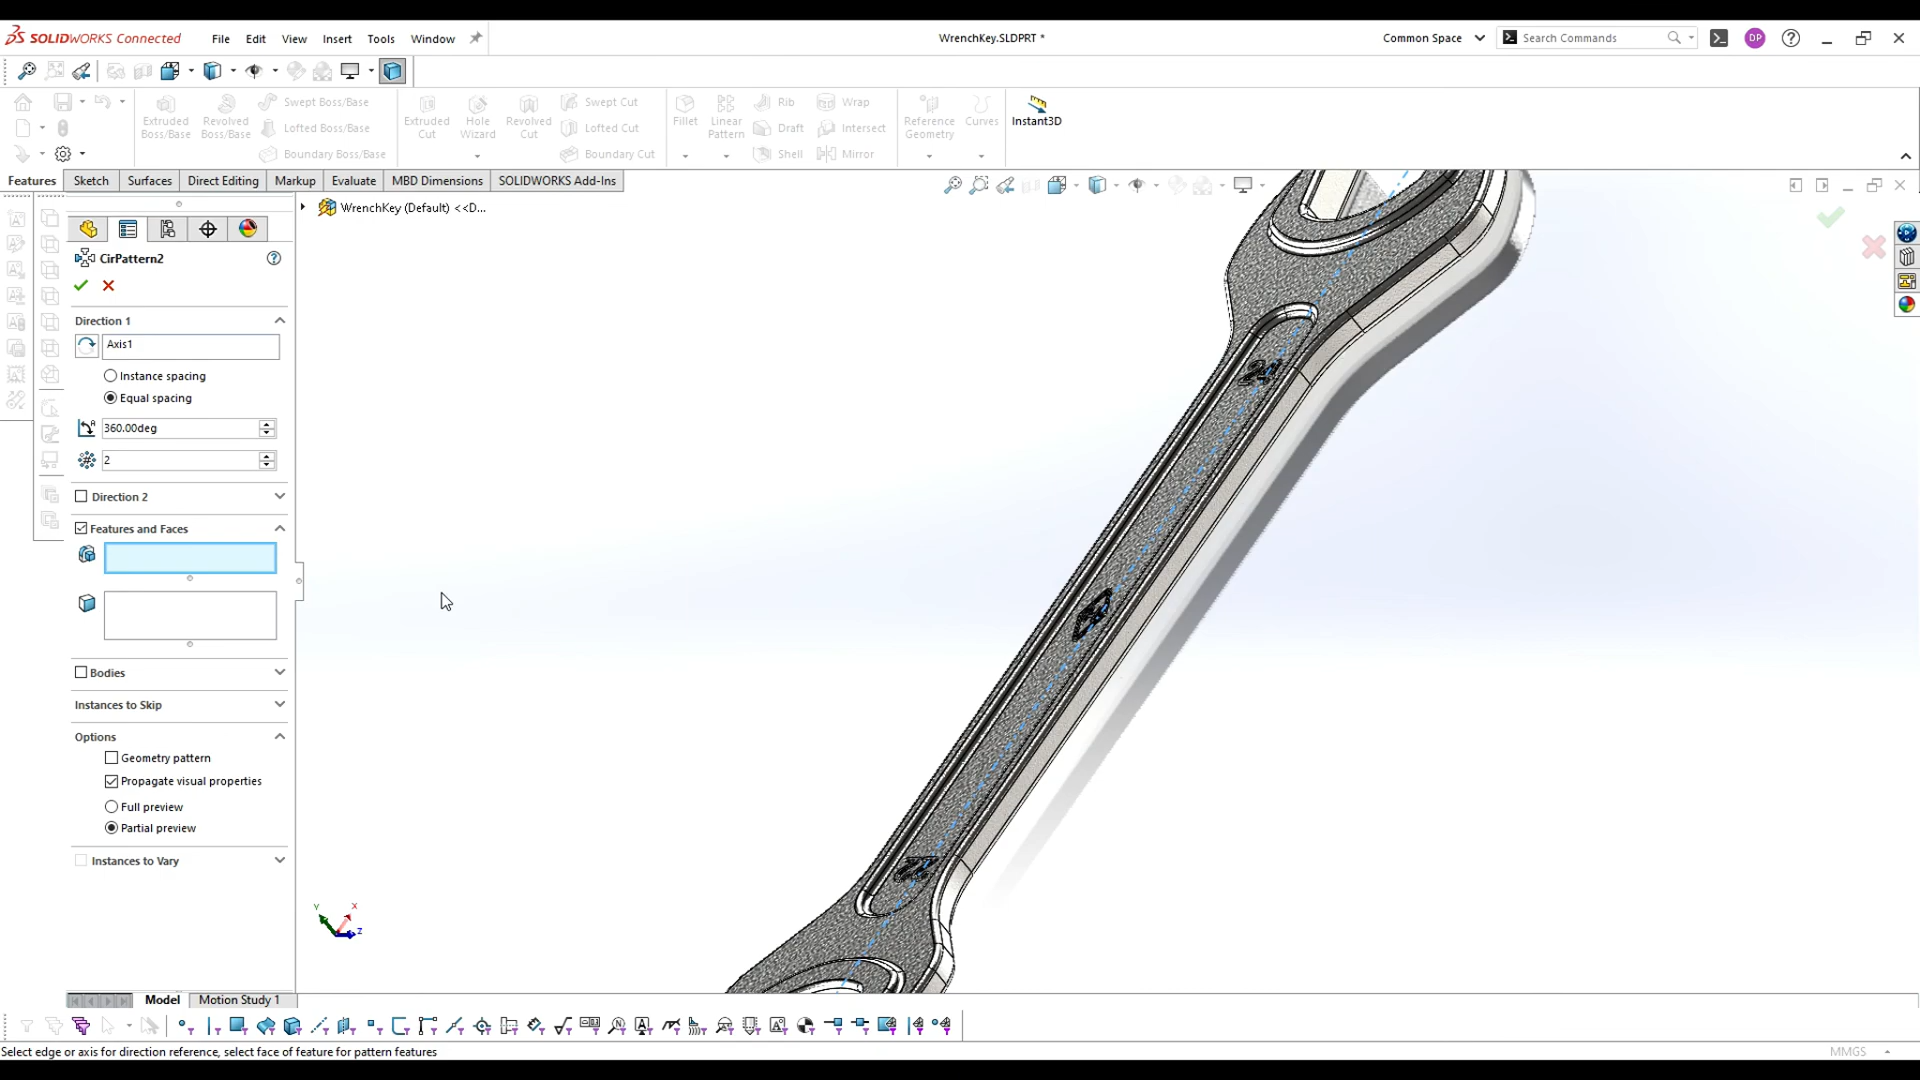 SOLIDWORKS Connected
File Edit View Insert Tools Window
WrenchKey.SLDPRT *
Common Space
Search Commands
DP
Extruded Boss/Base
Revolved Boss/Base
Swept Boss/Base
Lofted Boss/Base
Boundary Boss/Base
Extruded Cut
Hole Wizard
Revolved Cut
Swept Cut
Lofted Cut
Boundary Cut
Fillet
Linear Pattern
Rib
Draft
Shell
Wrap
Intersect
Mirror
Reference Geometry
Curves
Instant3D
Features Sketch Surfaces Direct Editing Markup Evaluate MBD Dimensions SOLIDWORKS Add-Ins
WrenchKey (Default) <<D...
CirPattern2
Direction 1
Axis1
Instance spacing
Equal spacing
360.00deg
2
Direction 2
Features and Faces
Bodies
Instances to Skip
Options
Geometry pattern
Propagate visual properties
Full preview
Partial preview
Instances to Vary
Y X Z
Model Motion Study 1
Select edge or axis for direction reference, select face of feature for pattern features
MMGS